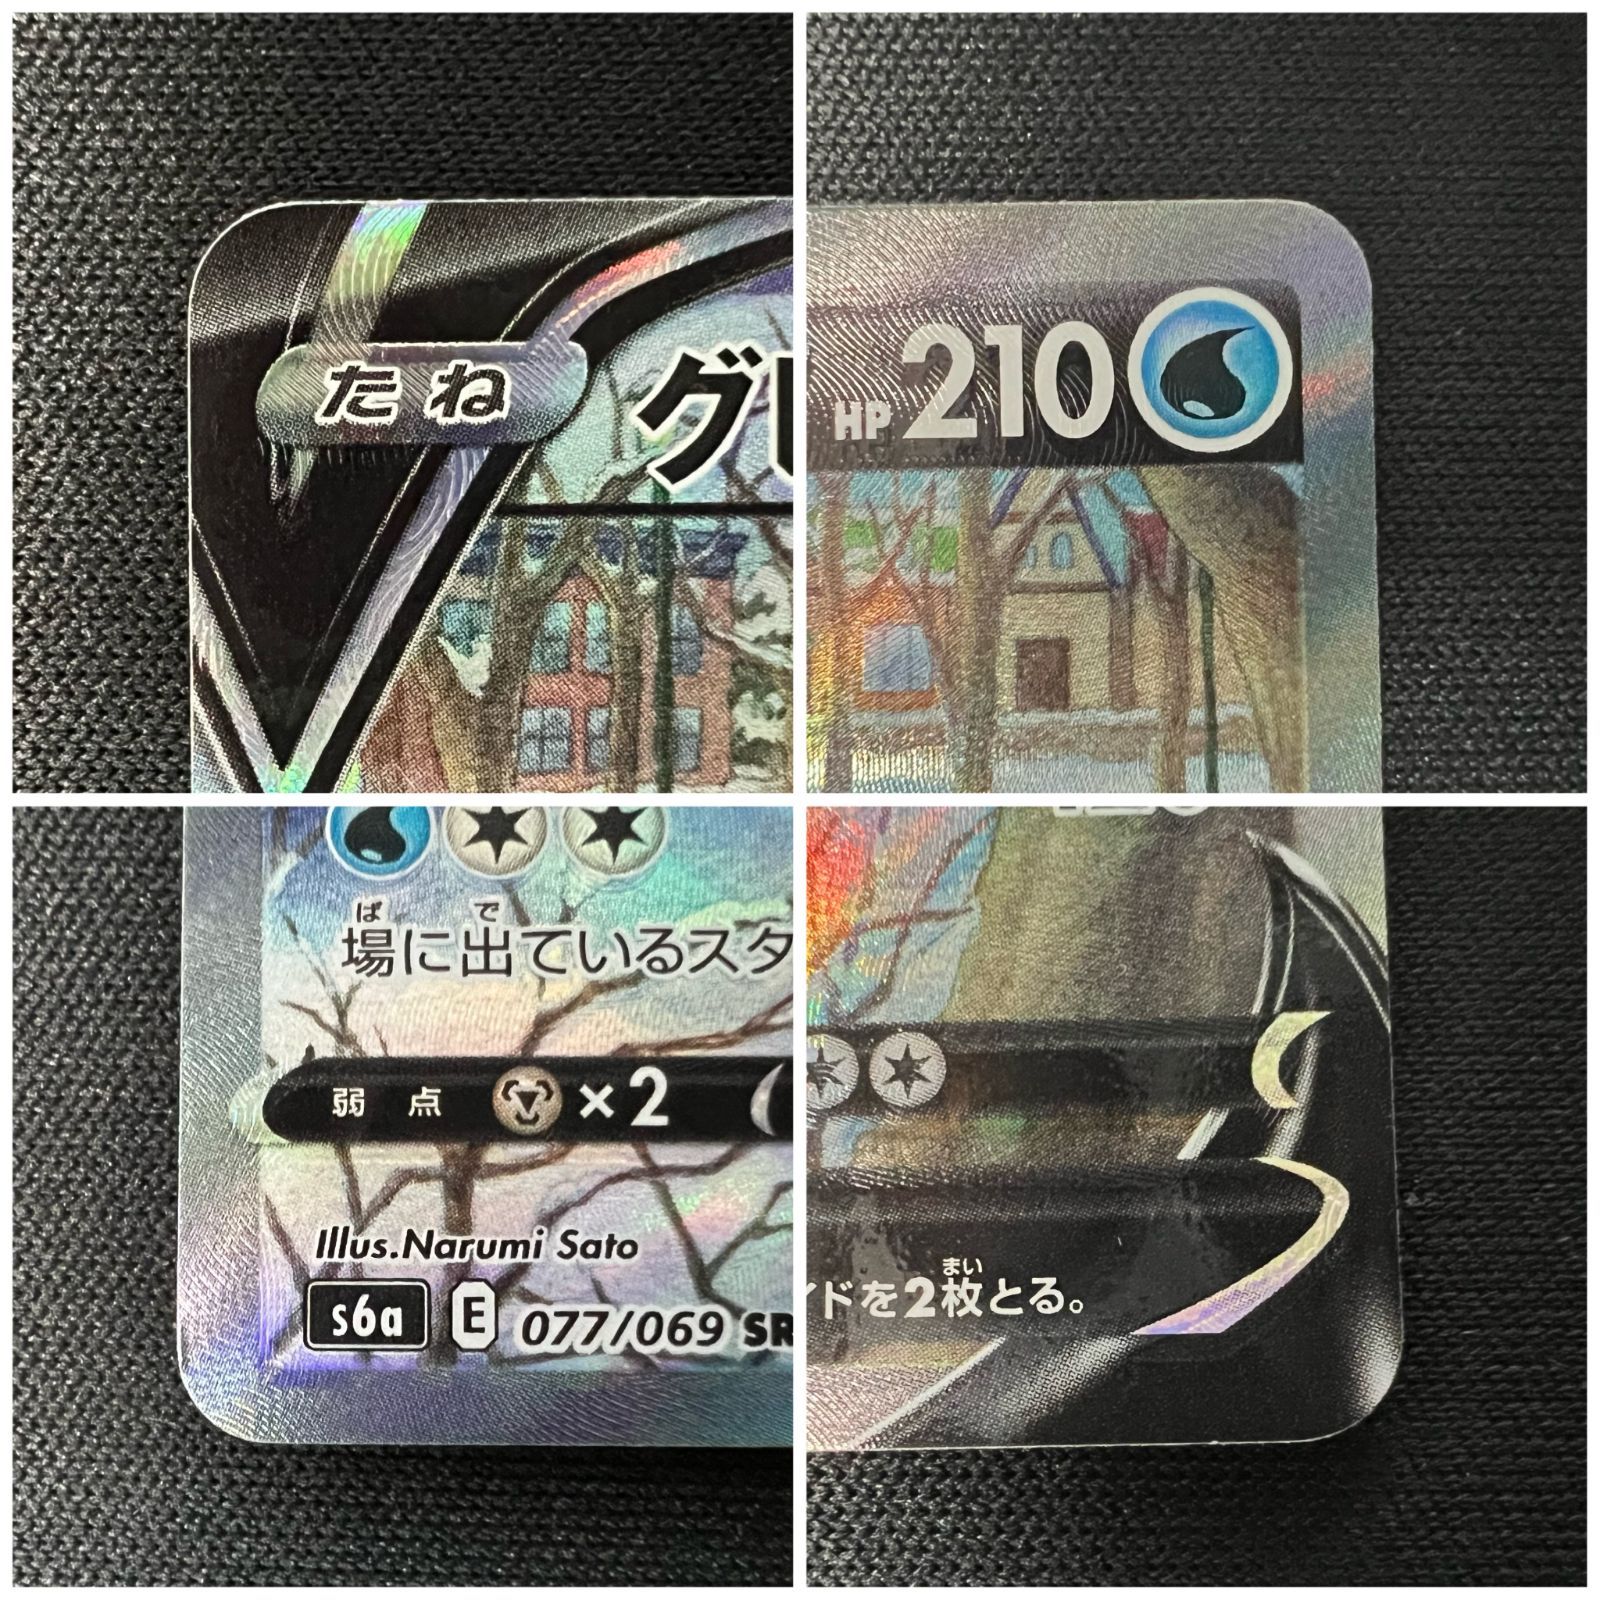 たね
グ
HP 210
ば で
場に出ているスタ
弱点 ×2
Illus.Narumi Sato
s6a E 077/069 SR
まい
ドを2枚とる。